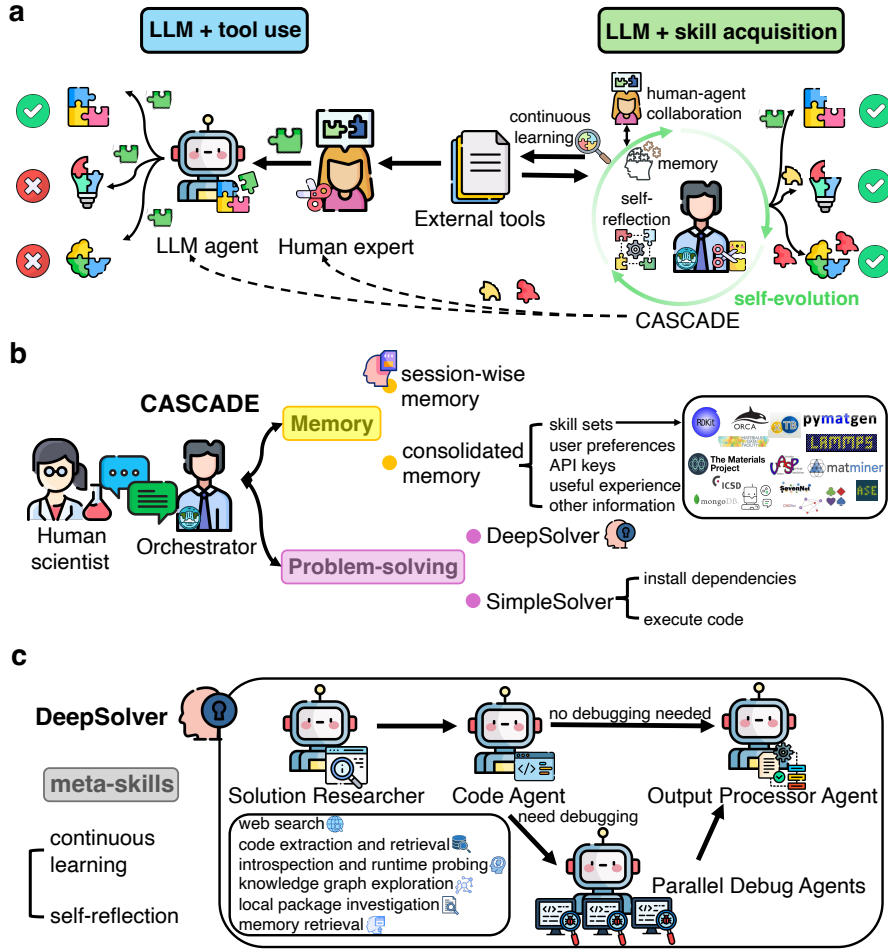 a
LLM + tool use
LLM + skill acquisition
continuous
learning
human-agent
collaboration
memory
self-
reflection
External tools
LLM agent
Human expert
self-evolution
CASCADE
b
CASCADE
Human
scientist
Orchestrator
Memory
session-wise
memory
consolidated
memory
skill sets
user preferences
API keys
useful experience
other information
RDKit
ORCA
TB
pymatgen
LAMMPS
The Materials
Project
VASP
matminer
ICSD
mongoDB.
SevenNet
ASE
Problem-solving
DeepSolver
SimpleSolver
install dependencies
execute code
c
DeepSolver
meta-skills
continuous
learning
self-reflection
Solution Researcher
web search
code extraction and retrieval
introspection and runtime probing
knowledge graph exploration
local package investigation
memory retrieval
Code Agent
no debugging needed
need debugging
Output Processor Agent
Parallel Debug Agents